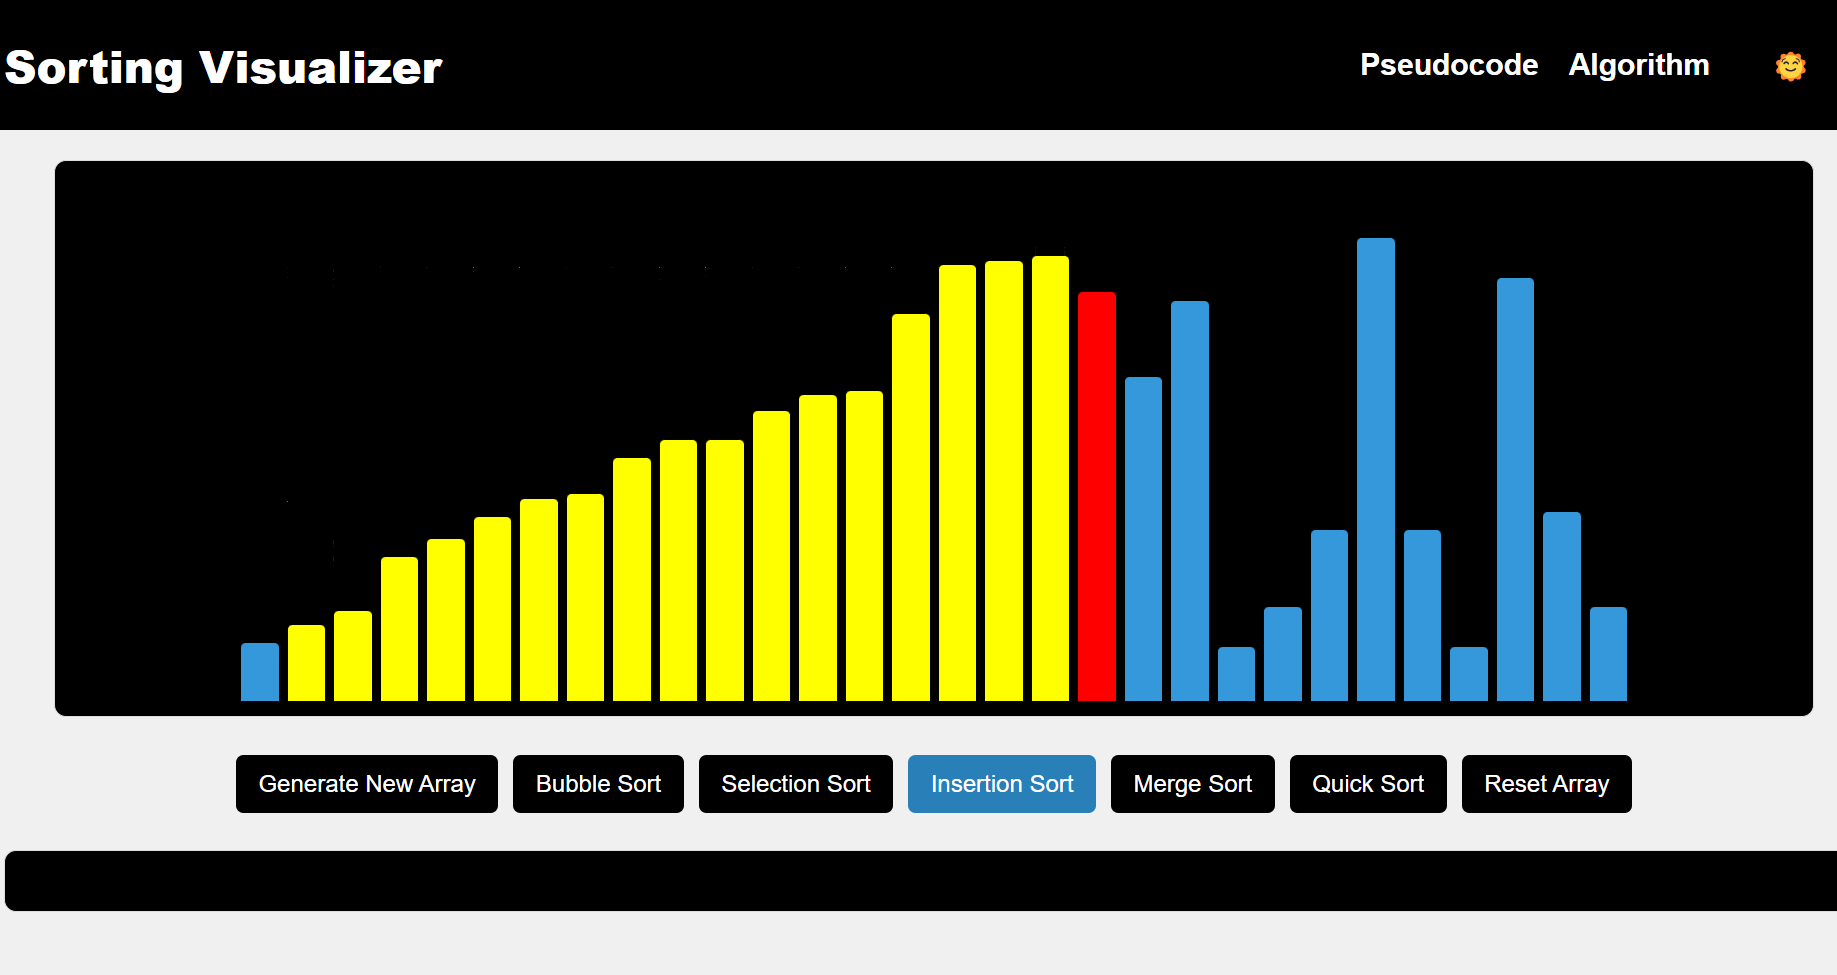 Sorting Visualizer
Pseudocode Algorithm
Generate New Array Bubble Sort Selection Sort Insertion Sort Merge Sort Quick Sort Reset Array